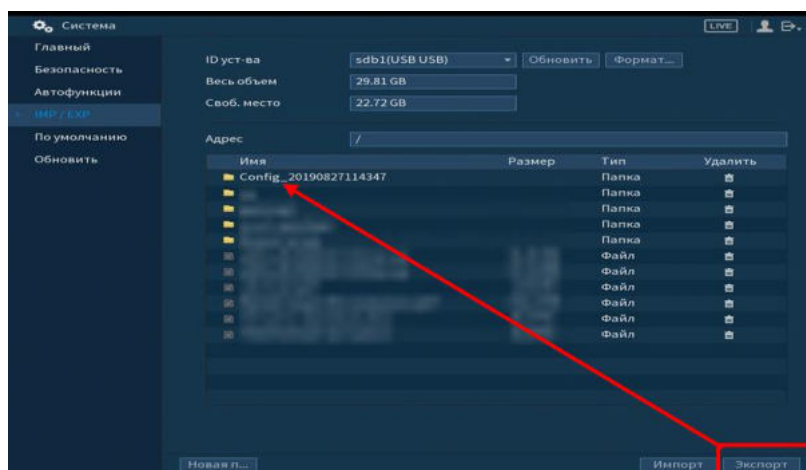 Система LIVE
Главный
Безопасность
Автофункции
IMP / EXP
По умолчанию
Обновить
ID уст-ва sdb1(USB USB) Обновить Формат...
Весь объем 29.81 GB
Своб. место 22.72 GB
Адрес /
Имя Размер Тип Удалить
Config_20190827114347 Папка
Папка
Папка
Папка
Папка
Файл
Файл
Файл
Файл
Файл
Файл
Новая п... Импорт Экспорт